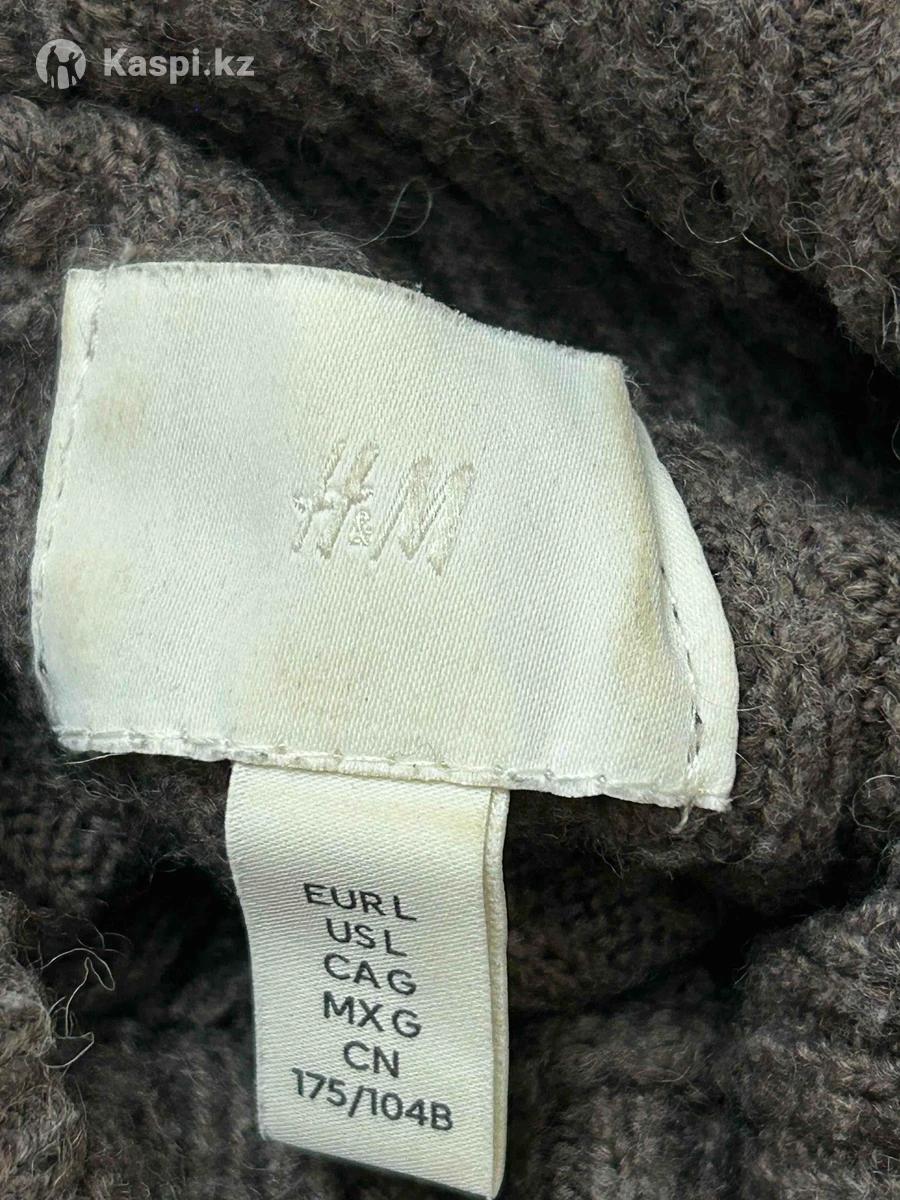 Kaspi.kz
H&M
EUR L
US L
CA G
MX G
CN
175/104B